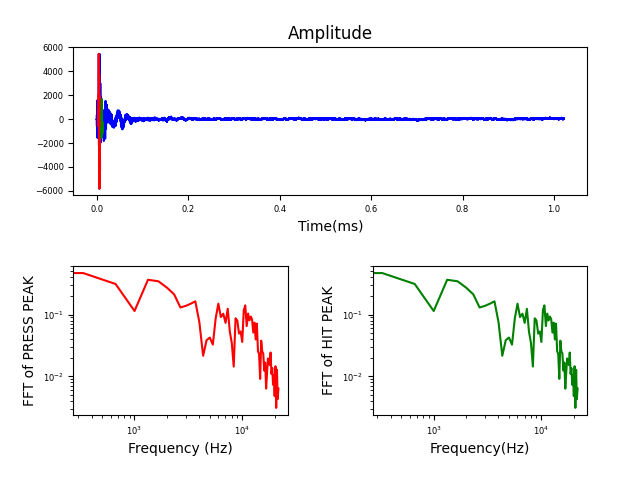 Amplitude
6000
4000
2000
0
−2000
−4000
−6000
0.0 0.2 0.4 0.6 0.8 1.0
Time(ms)
FFT of PRESS PEAK
10⁻¹
10⁻²
10³ 10⁴
Frequency (Hz)
FFT of HIT PEAK
10⁻¹
10⁻²
10³ 10⁴
Frequency(Hz)